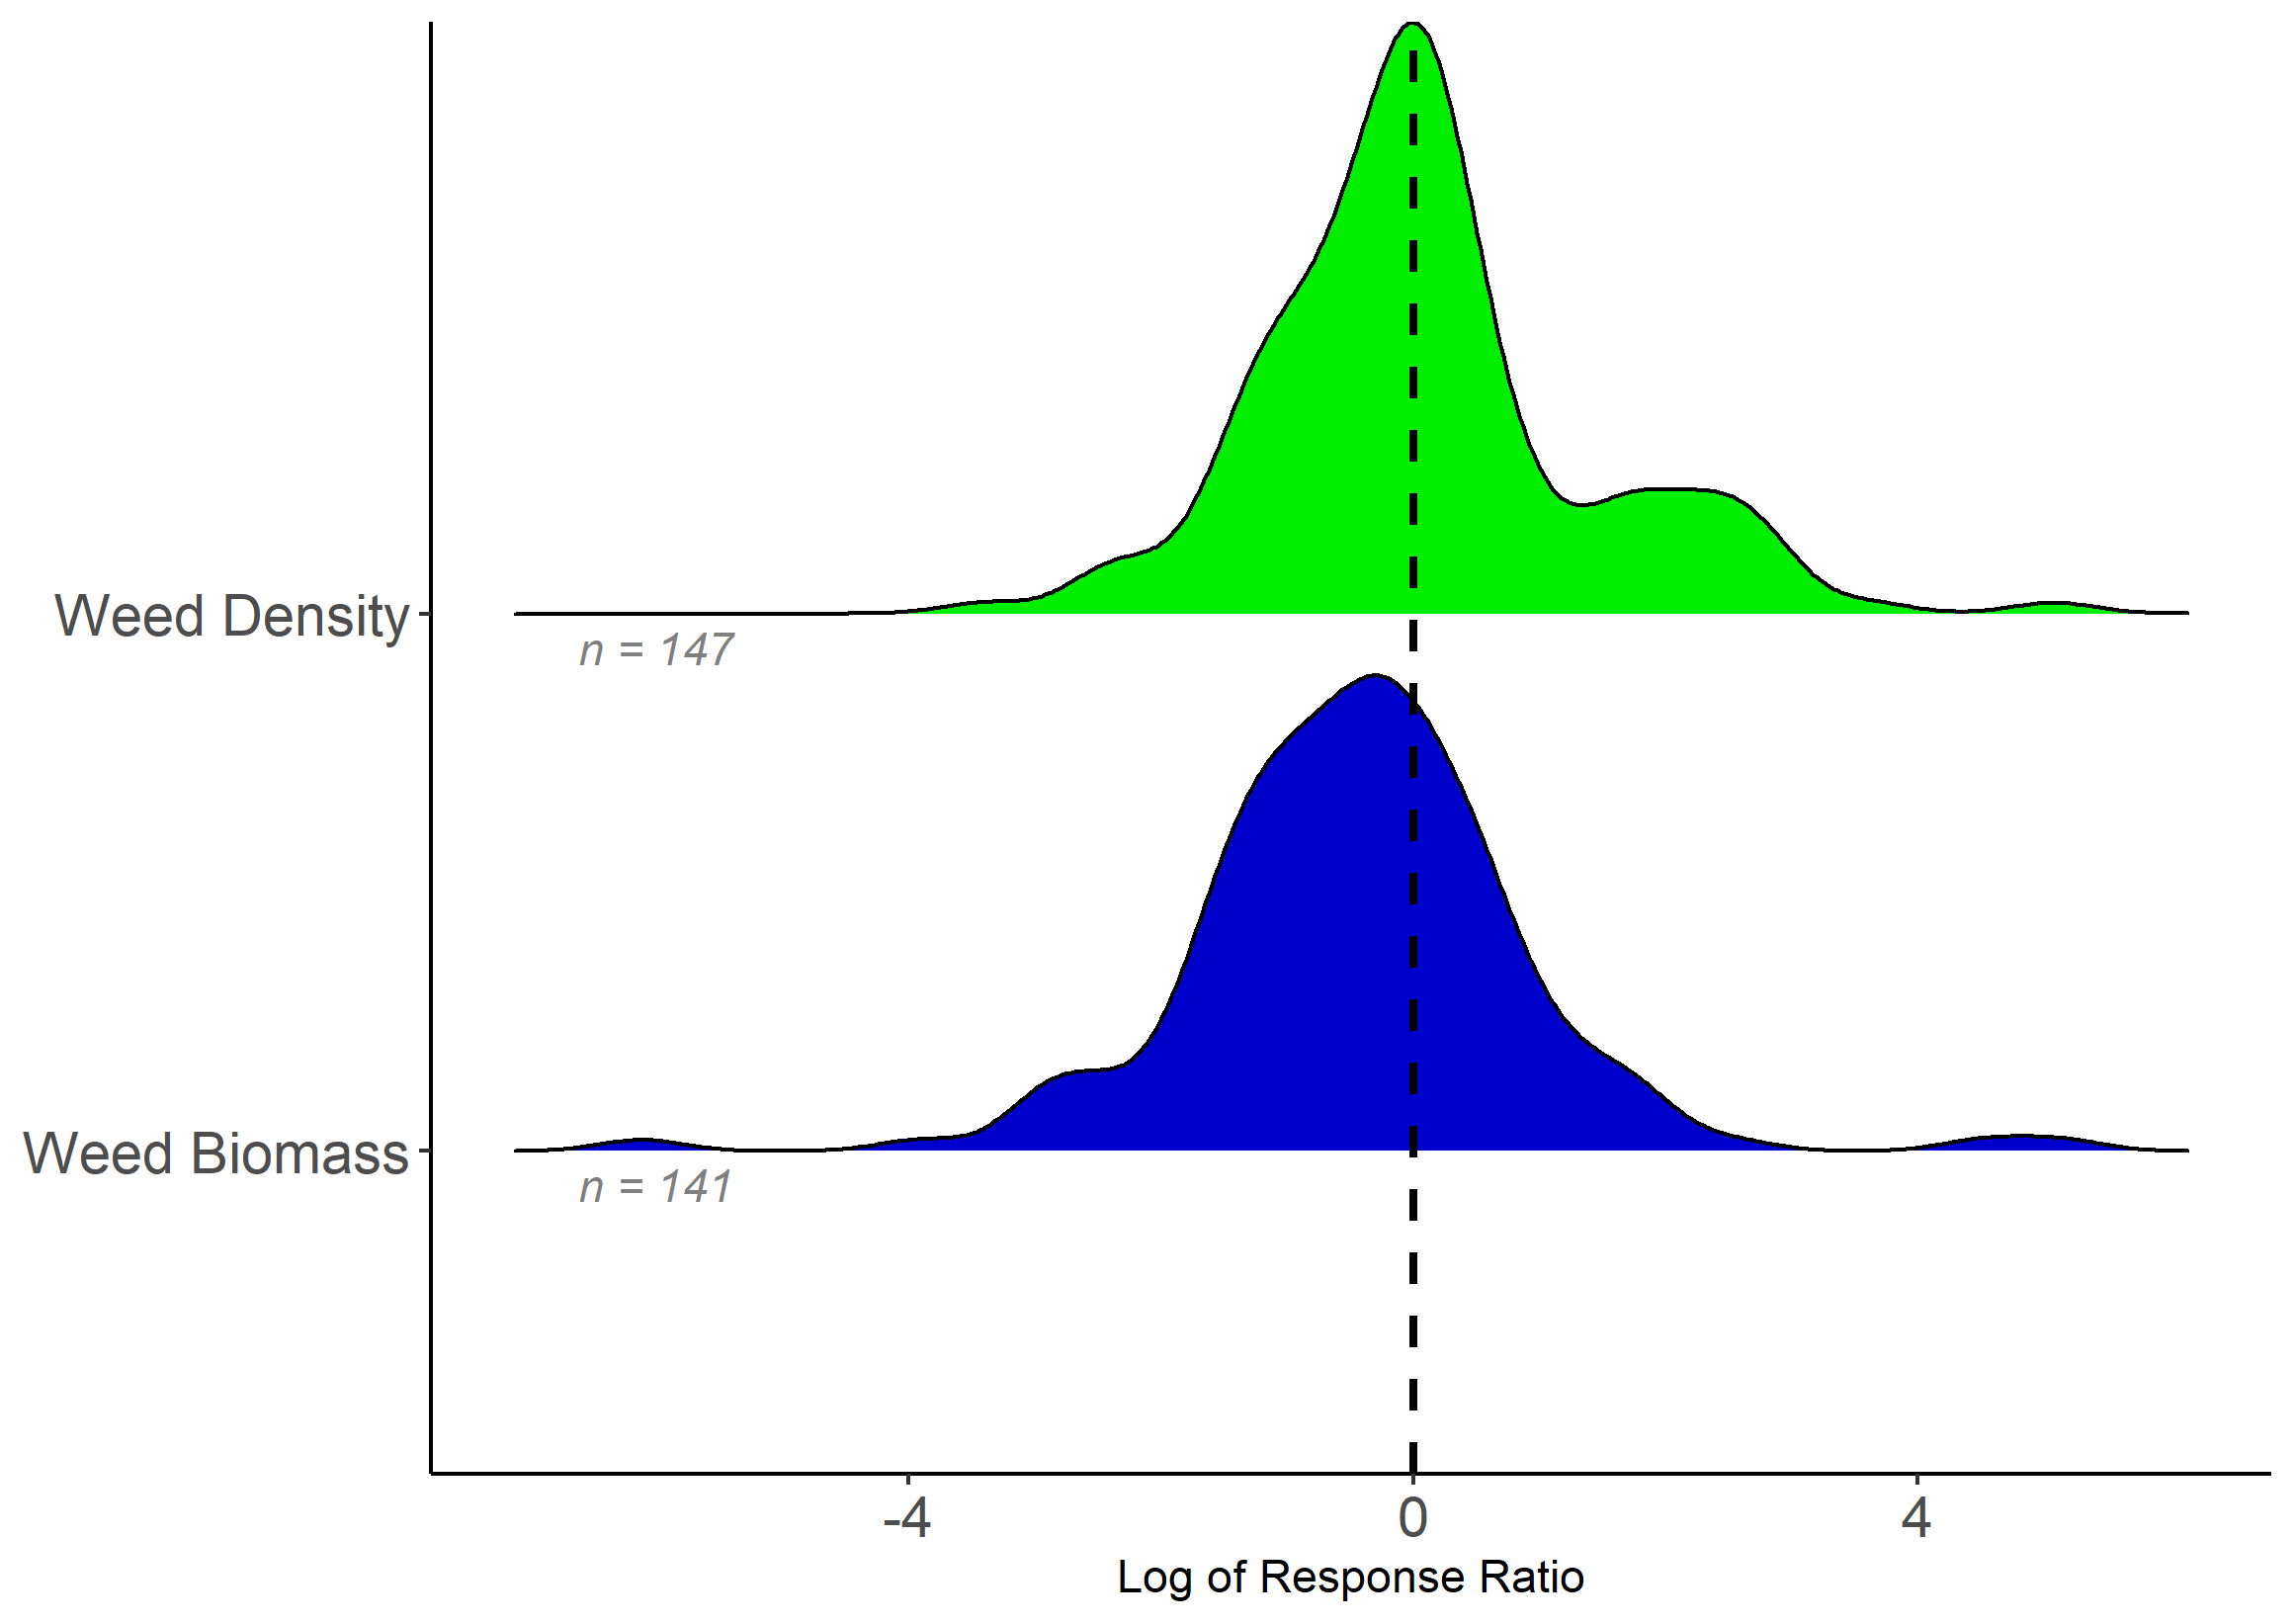 Weed Density
n = 147
Weed Biomass
n = 141
-4 0 4
Log of Response Ratio